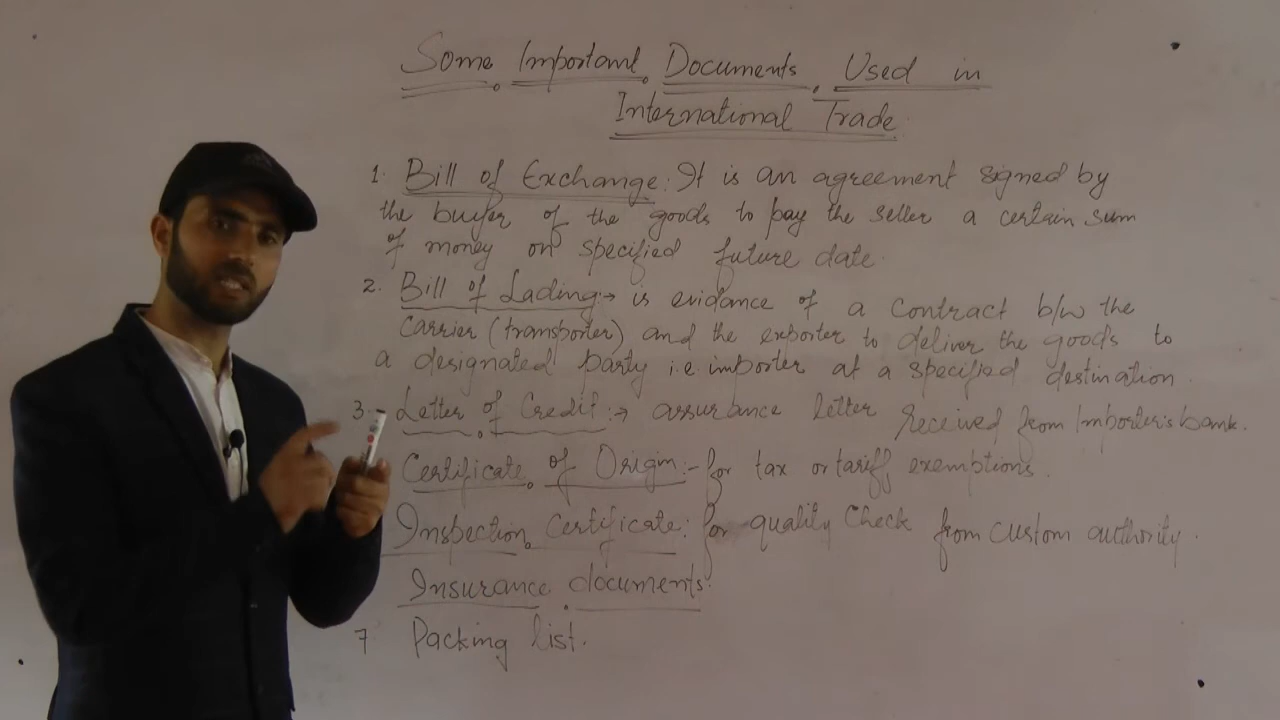 Some Important Documents Used in
International Trade.
1. Bill of Exchange: It is an agreement signed by
the buyer of the goods to pay the seller a certain sum
of money on specified future date.
2. Bill of Lading:→ is evidance of a contract b/w the
carrier (transporter) and the exporter to deliver the goods to
a designated party i.e. importer at a specified destination.
3. Letter of Credit:→ assurance letter received from Importer's bank.
Certificate of Origin:- for tax or tariff exemptions.
Inspection Certificate: for quality check from custom authority.
Insurance documents:
7 Packing list.